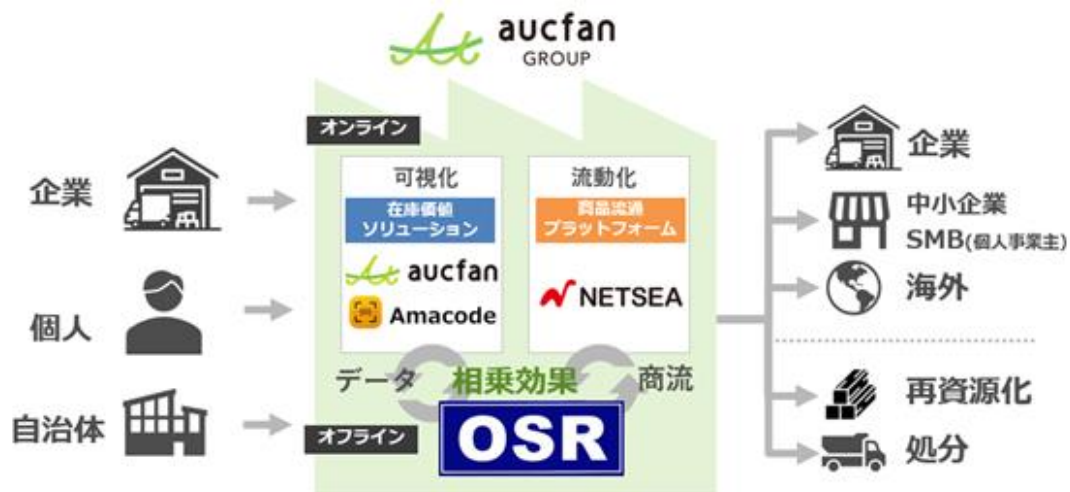 aucfan
GROUP
オンライン
企業
個人
自治体
可視化
在庫価値
ソリューション
aucfan
Amacode
流動化
商品流通
プラットフォーム
NETSEA
データ
相乗効果
商流
オフライン
OSR
企業
中小企業
SMB(個人事業主)
海外
再資源化
処分